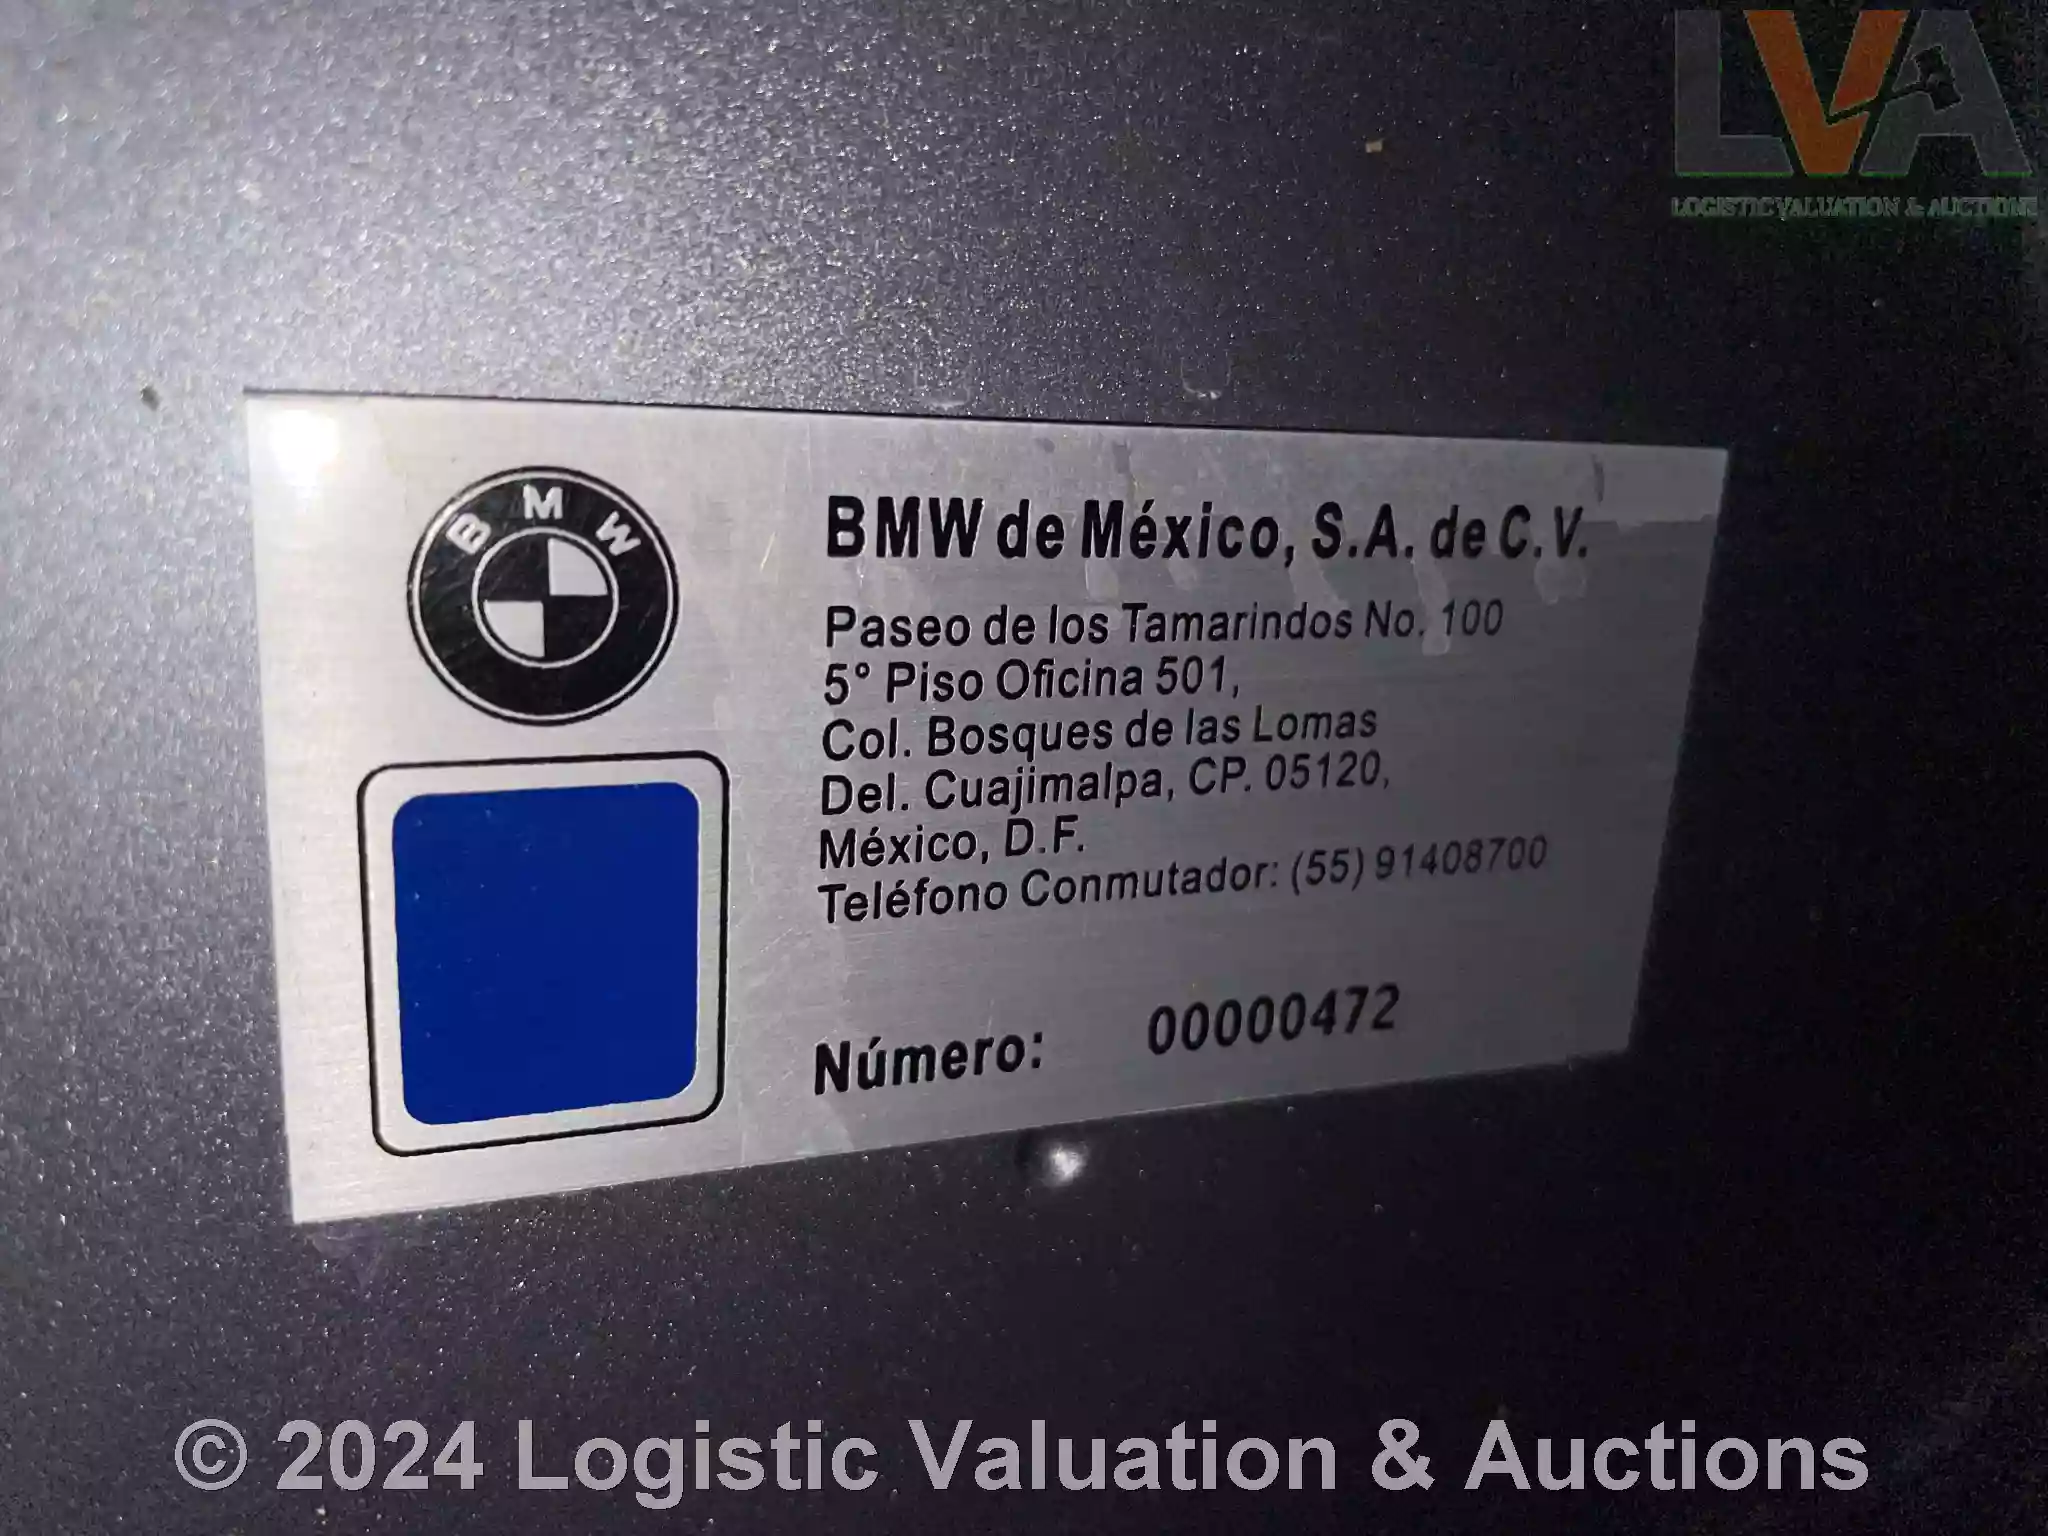 LVA
LOGISTIC VALUATION & AUCTIONS
B M W
BMW de México, S.A. de C.V.
Paseo de los Tamarindos No. 100
5° Piso Oficina 501,
Col. Bosques de las Lomas
Del. Cuajimalpa, CP. 05120,
México, D.F.
Teléfono Conmutador: (55) 91408700
Número: 00000472
© 2024 Logistic Valuation & Auctions